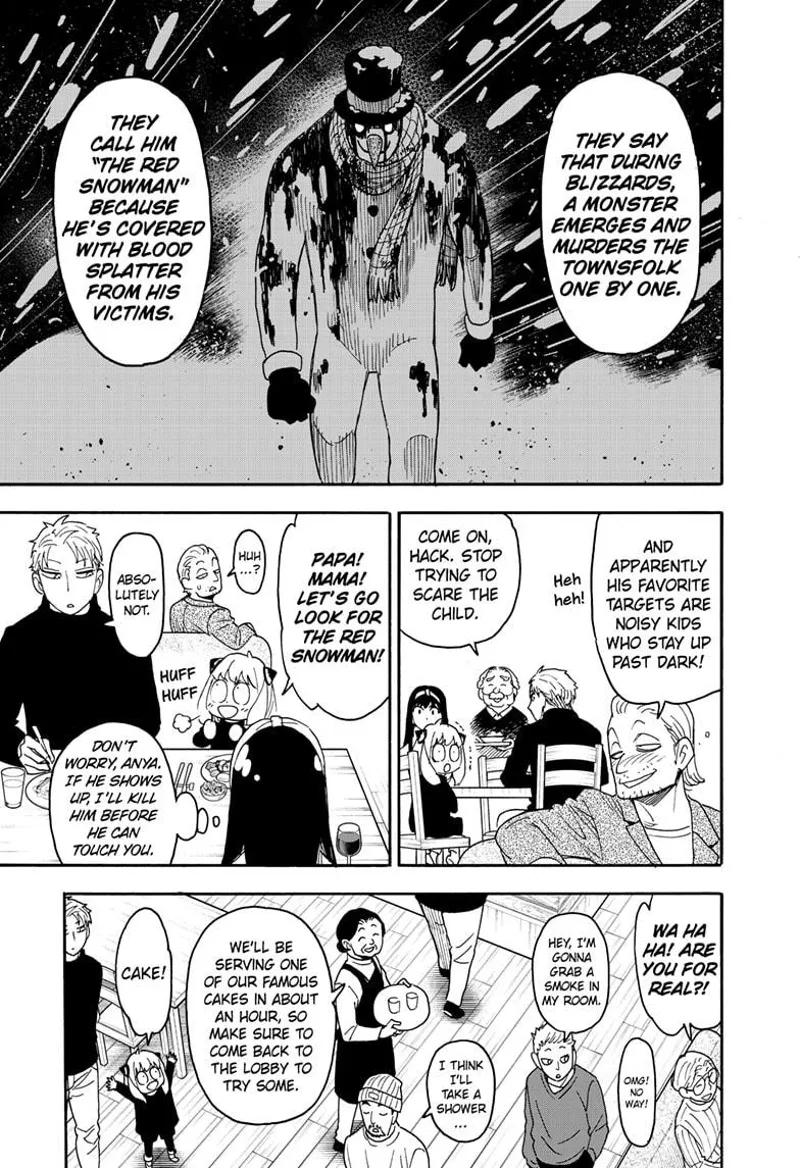 THEY SAY
THAT DURING
BLIZZARDS,
A MONSTER
EMERGES AND
MURDERS THE
TOWNSFOLK
ONE BY ONE.
THEY
CALL HIM
"THE RED
SNOWMAN"
BECAUSE
HE'S COVERED
WITH BLOOD
SPLATTER
FROM HIS
VICTIMS.
AND
APPARENTLY
HIS FAVORITE
TARGETS ARE
NOISY KIDS
WHO STAY UP
PAST DARK!
Heh
heh!
COME ON,
HACK. STOP
TRYING TO
SCARE THE
CHILD.
PAPA!
MAMA!
LET'S GO
LOOK FOR
THE RED
SNOWMAN!
HUH
...?
ABSO-
LUTELY
NOT.
HUFF
HUFF
DON'T
WORRY, ANYA.
IF HE SHOWS
UP, I'LL KILL
HIM BEFORE
HE CAN
TOUCH YOU.
WA HA
HA! ARE
YOU FOR
REAL?!
OMG!
NO
WAY!
HEY, I'M
GONNA
GRAB A
SMOKE IN
MY ROOM.
I THINK
I'LL
TAKE A
SHOWER
...
WE'LL BE
SERVING ONE
OF OUR FAMOUS
CAKES IN ABOUT
AN HOUR, SO
MAKE SURE TO
COME BACK TO
THE LOBBY TO
TRY SOME.
CAKE!